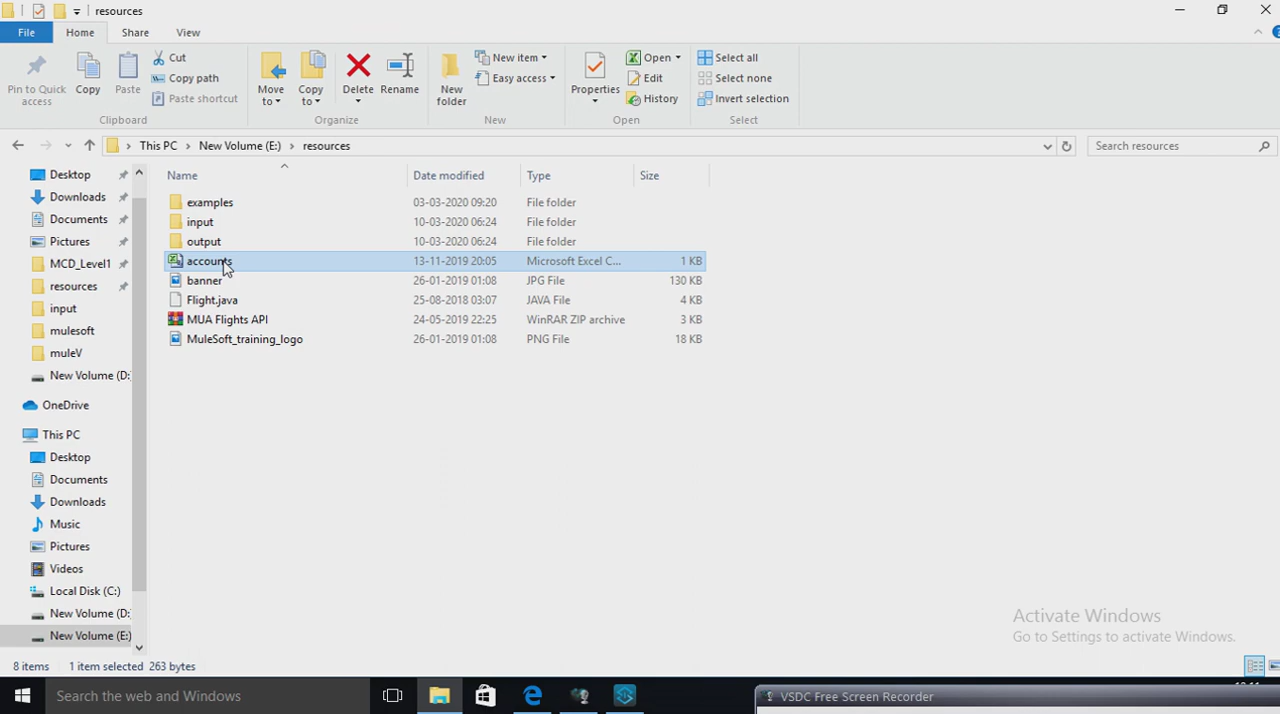 resources
File Home Share View
Pin to Quick access
Copy
Paste
Cut
Copy path
Paste shortcut
Clipboard
Move to
Copy to
Delete
Rename
Organize
New folder
New item
Easy access
New
Properties
Open
Edit
History
Open
Select all
Select none
Invert selection
Select
This PC > New Volume (E:) > resources
Search resources
Name Date modified Type Size
examples 03-03-2020 09:20 File folder
input 10-03-2020 06:24 File folder
output 10-03-2020 06:24 File folder
accounts 13-11-2019 20:05 Microsoft Excel C... 1 KB
banner 26-01-2019 01:08 JPG File 130 KB
Flight.java 25-08-2018 03:07 JAVA File 4 KB
MUA Flights API 24-05-2019 22:25 WinRAR ZIP archive 3 KB
MuleSoft_training_logo 26-01-2019 01:08 PNG File 18 KB
Desktop
Downloads
Documents
Pictures
MCD_Level1
resources
input
mulesoft
muleV
New Volume (D:
OneDrive
This PC
Desktop
Documents
Downloads
Music
Pictures
Videos
Local Disk (C:)
New Volume (D:
New Volume (E:)
Activate Windows
Go to Settings to activate Windows.
8 items 1 item selected 263 bytes
Search the web and Windows
VSDC Free Screen Recorder